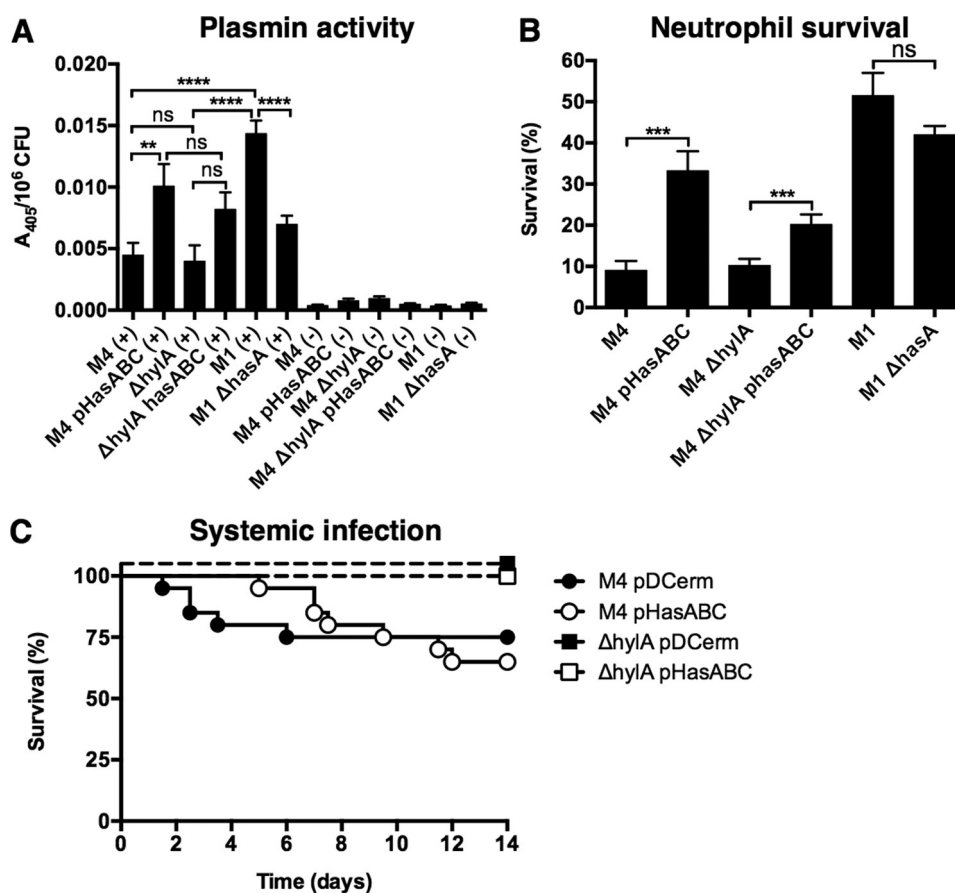 A
Plasmin activity
0.020
0.015
0.010
0.005
0.000
A405/10⁶ CFU
****
****
****
ns
**
ns
ns
M4 (+)
M4 pHasABC (+)
ΔhylA (+)
ΔhylA hasABC (+)
M1 (+)
M1 ΔhasA (+)
M4 (-)
M4 pHasABC (-)
M4 ΔhylA (-)
M4 ΔhylA pHasABC (-)
M1 (-)
M1 ΔhasA (-)
B
Neutrophil survival
60
50
40
30
20
10
0
Survival (%)
***
***
ns
M4
M4 pHasABC
M4 ΔhylA
M4 ΔhylA phasABC
M1
M1 ΔhasA
C
Systemic infection
100
75
50
25
0
Survival (%)
0 2 4 6 8 10 12 14
Time (days)
M4 pDCerm
M4 pHasABC
ΔhylA pDCerm
ΔhylA pHasABC